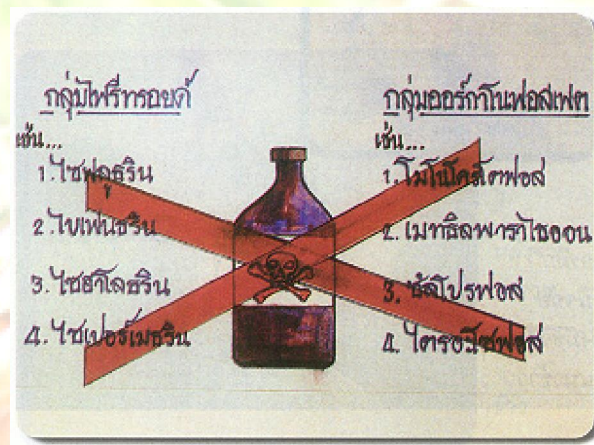 กลุ่มไพรีทรอยด์
เช่น...
1. ไซฟลูธริน
2. ไบเฟนธริน
3. ไซฮาโลธริน
4. ไซเปอร์เมธริน
กลุ่มออร์กาโนฟอสเฟต
เช่น...
1. โมโนโครโตฟอส
2. เมทธิลพาราไธออน
3. ซัลโปรฟอส
4. ไตรอะโซฟอส